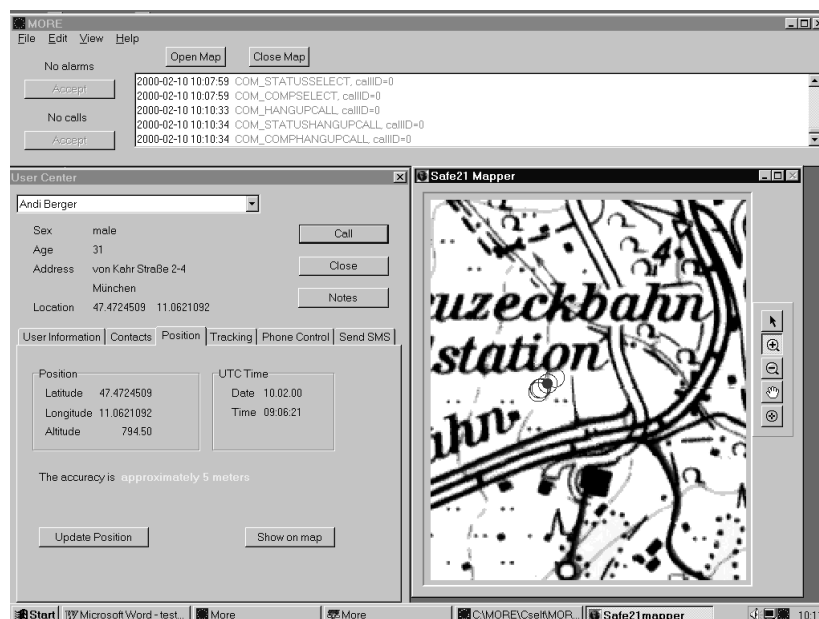 MORE
File Edit View Help
Open Map Close Map
No alarms
Accept
No calls
Accept
2000-02-10 10:07:59 COM_STATUSSELECT, callID=0
2000-02-10 10:07:59 COM_COMPSELECT, callID=0
2000-02-10 10:10:33 COM_HANGUPCALL, callID=0
2000-02-10 10:10:34 COM_STATUSHANGUPCALL, callID=0
2000-02-10 10:10:34 COM_COMPHANGUPCALL, callID=0
User Center
Andi Berger
Sex male
Age 31
Address von Kahr Straße 2-4
München
Location 47.4724509 11.0621092
Call
Close
Notes
User Information Contacts Position Tracking Phone Control Send SMS
Position
Latitude 47.4724509
Longitude 11.0621092
Altitude 794.50
UTC Time
Date 10.02.00
Time 09:06:21
The accuracy is approximately 5 meters
Update Position Show on map
Safe21 Mapper
4
uzeckbahn
station
ahn
Start Microsoft Word - test... More More C:\MORE\Cself\MOR... Safe21mapper